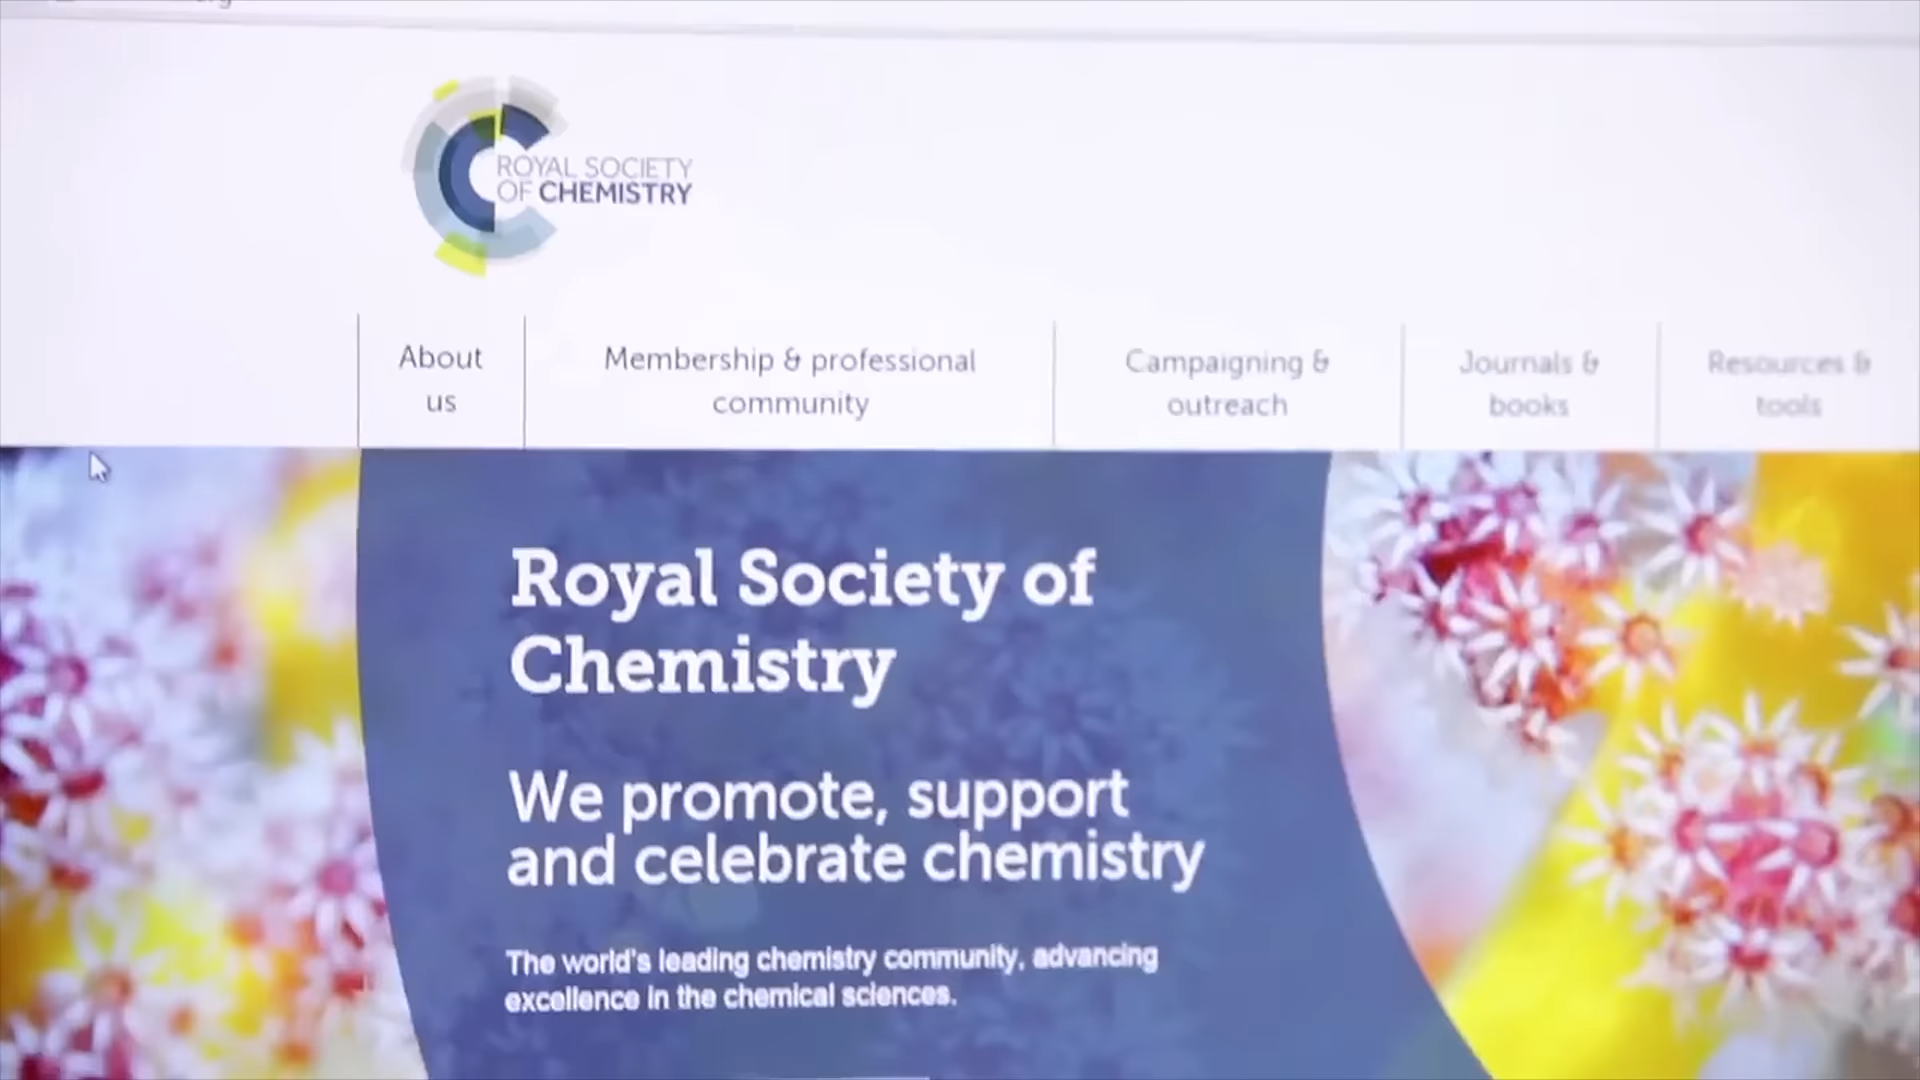 ROYAL SOCIETY
OF CHEMISTRY
About
us
Membership & professional
community
Campaigning &
outreach
Journals &
books
Resources &
tools
Royal Society of
Chemistry
We promote, support
and celebrate chemistry
The world's leading chemistry community, advancing
excellence in the chemical sciences.